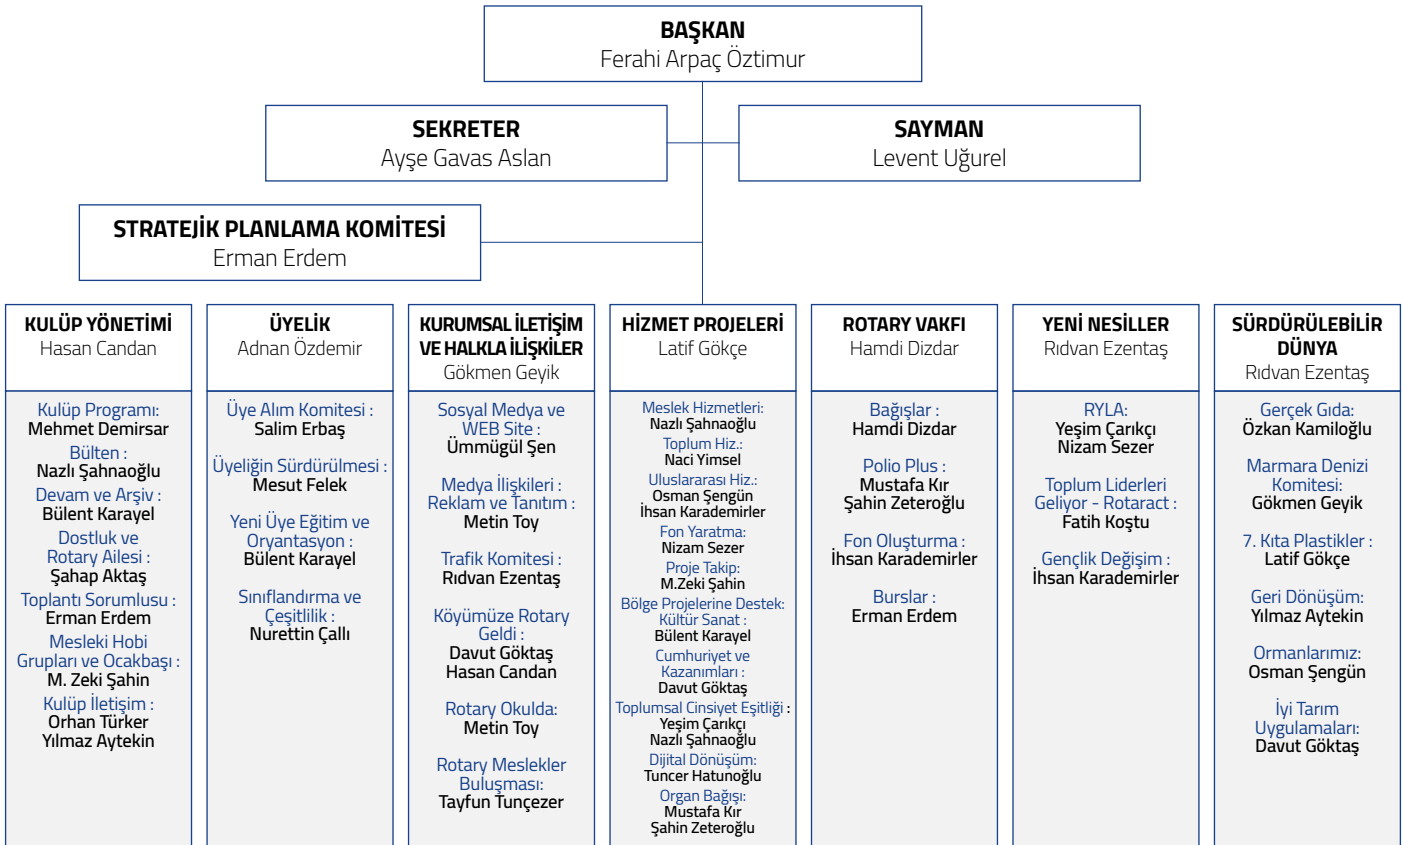 BAŞKAN
Ferahi Arpaç Öztimur
SEKRETER
Ayşe Gavas Aslan
SAYMAN
Levent Uğurel
STRATEJİK PLANLAMA KOMİTESİ
Erman Erdem
KULÜP YÖNETİMİ
Hasan Candan
Kulüp Programı:
Mehmet Demirsar
Bülten :
Nazlı Şahnaoğlu
Devam ve Arşiv :
Bülent Karayel
Dostluk ve
Rotary Ailesi :
Şahap Aktaş
Toplantı Sorumlusu :
Erman Erdem
Mesleki Hobi
Grupları ve Ocakbaşı :
M. Zeki Şahin
Kulüp İletişim :
Orhan Türker
Yılmaz Aytekin
ÜYELİK
Adnan Özdemir
Üye Alım Komitesi :
Salim Erbaş
Üyeliğin Sürdürülmesi :
Mesut Felek
Yeni Üye Eğitim ve
Oryantasyon :
Bülent Karayel
Sınıflandırma ve
Çeşitlilik :
Nurettin Çallı
KURUMSAL İLETİŞİM
VE HALKLA İLİŞKİLER
Gökmen Geyik
Sosyal Medya ve
WEB Site :
Ümmügül Şen
Medya İlişkileri :
Reklam ve Tanıtım :
Metin Toy
Trafik Komitesi :
Rıdvan Ezentaş
Köyümüze Rotary
Geldi :
Davut Göktaş
Hasan Candan
Rotary Okulda:
Metin Toy
Rotary Meslekler
Buluşması:
Tayfun Tunçezer
HİZMET PROJELERİ
Latif Gökçe
Meslek Hizmetleri:
Nazlı Şahnaoğlu
Toplum Hiz.:
Naci Yimsel
Uluslararası Hiz.:
Osman Şengün
İhsan Karademirler
Fon Yaratma:
Nizam Sezer
Proje Takip:
M.Zeki Şahin
Bölge Projelerine Destek:
Kültür Sanat :
Bülent Karayel
Cumhuriyet ve
Kazanımları :
Davut Göktaş
Toplumsal Cinsiyet Eşitliği :
Yeşim Çarıkçı
Nazlı Şahnaoğlu
Dijital Dönüşüm:
Tuncer Hatunoğlu
Organ Bağışı:
Mustafa Kır
Şahin Zeteroğlu
ROTARY VAKFI
Hamdi Dizdar
Bağışlar :
Hamdi Dizdar
Polio Plus :
Mustafa Kır
Şahin Zeteroğlu
Fon Oluşturma :
İhsan Karademirler
Burslar :
Erman Erdem
YENİ NESİLLER
Rıdvan Ezentaş
RYLA:
Yeşim Çarıkçı
Nizam Sezer
Toplum Liderleri
Geliyor - Rotaract :
Fatih Koştu
Gençlik Değişim :
İhsan Karademirler
SÜRDÜRÜLEBİLİR
DÜNYA
Rıdvan Ezentaş
Gerçek Gıda:
Özkan Kamiloğlu
Marmara Denizi
Komitesi:
Gökmen Geyik
7. Kıta Plastikler :
Latif Gökçe
Geri Dönüşüm:
Yılmaz Aytekin
Ormanlarımız:
Osman Şengün
İyi Tarım
Uygulamaları:
Davut Göktaş